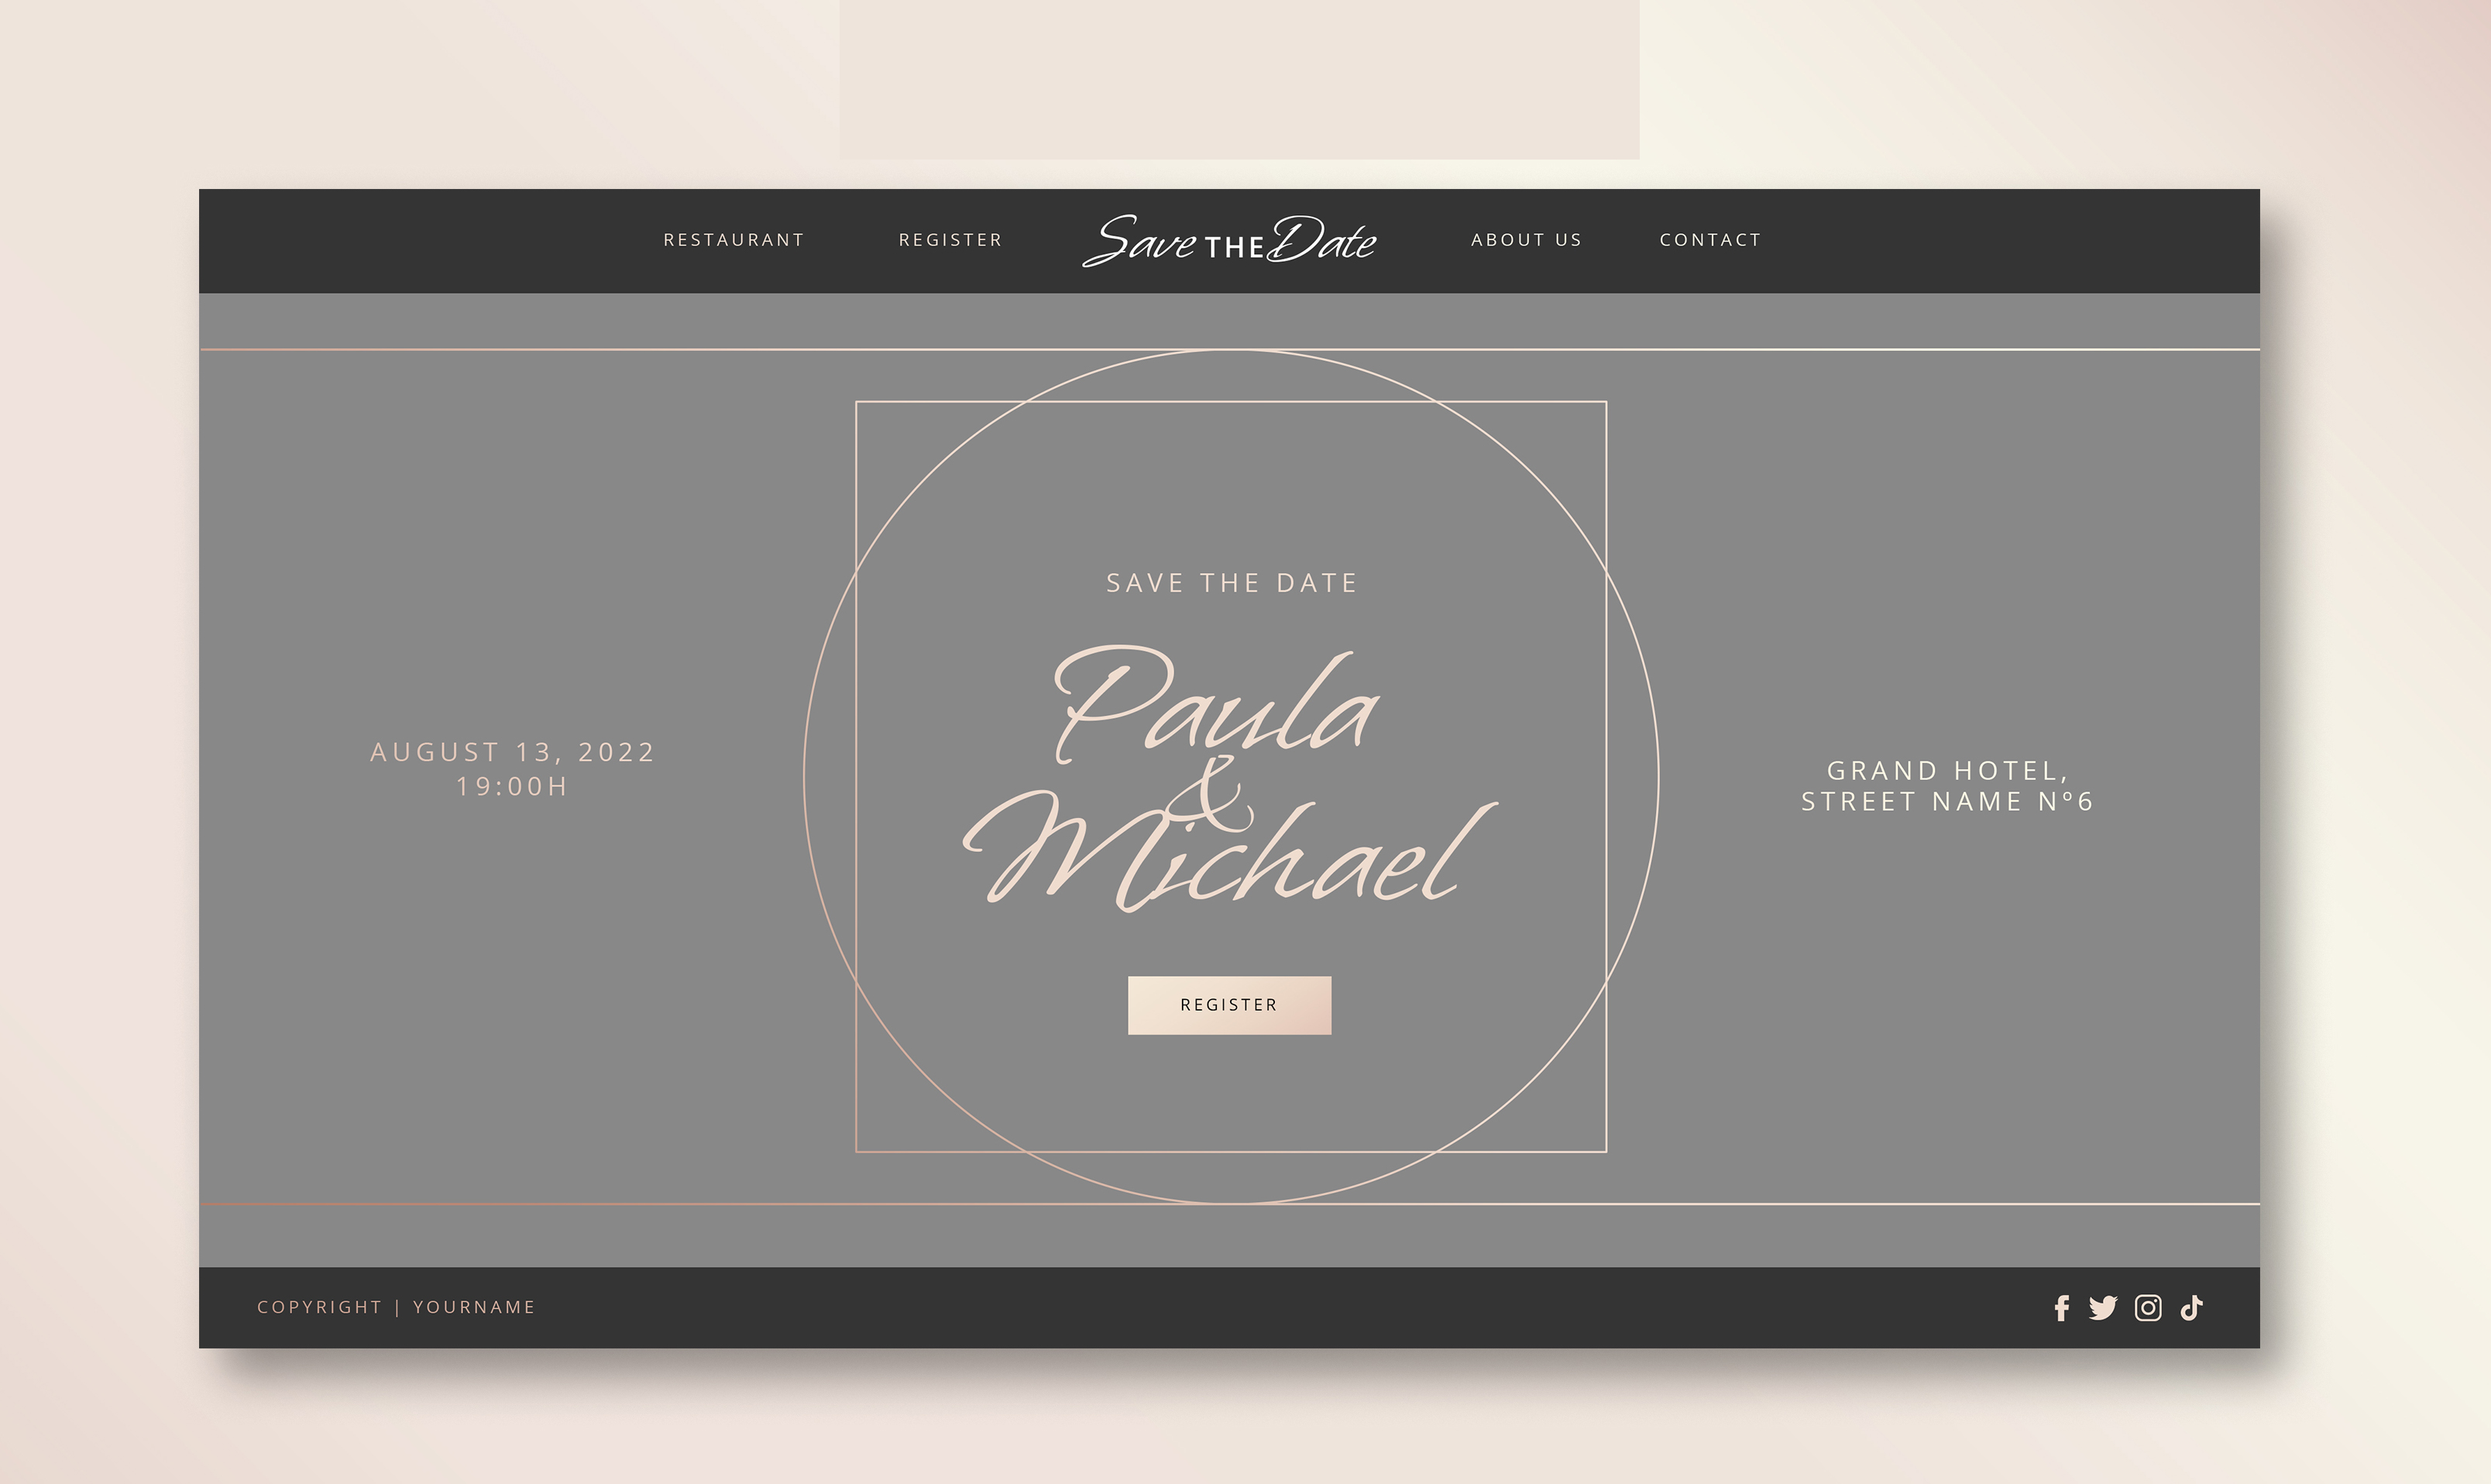 RESTAURANT REGISTER Save THE Date ABOUT US CONTACT
SAVE THE DATE
Paula
&
Michael
REGISTER
AUGUST 13, 2022
19:00H
GRAND HOTEL,
STREET NAME Nº6
COPYRIGHT | YOURNAME